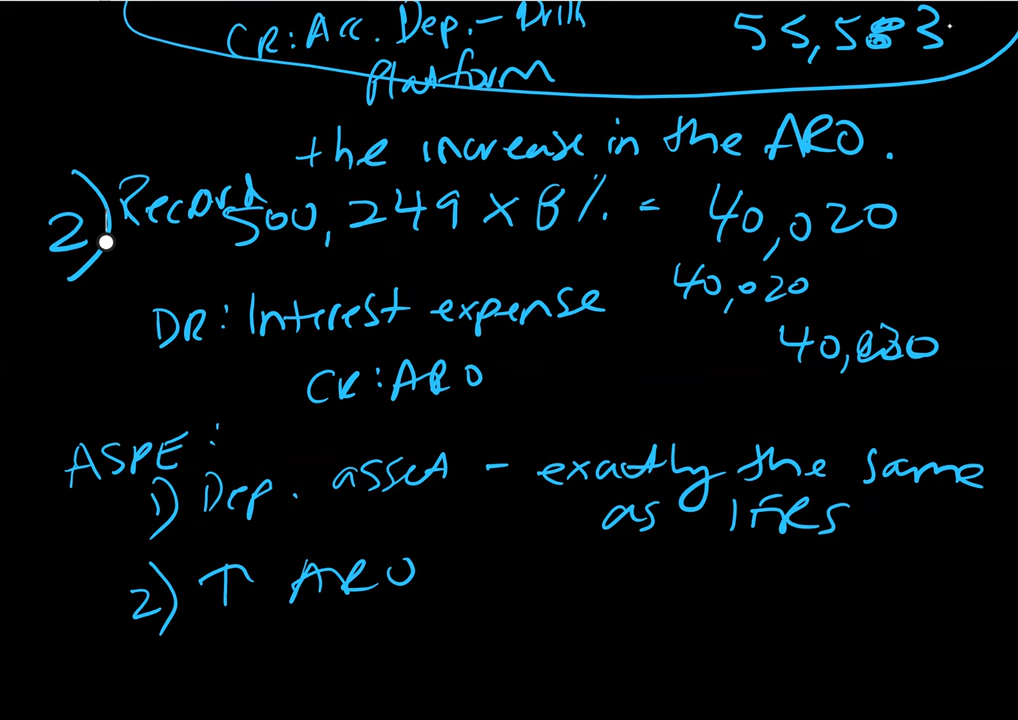 CR: Acc. Dep. - Drill 55,583
Platform
the increase in the ARO.
2) Record
500,249 X 8% = 40,020
DR: Interest expense 40,020
CR: ARO 40,020
ASPE:
1) Dep. asset - exactly the same
as IFRS
2) ↑ ARO